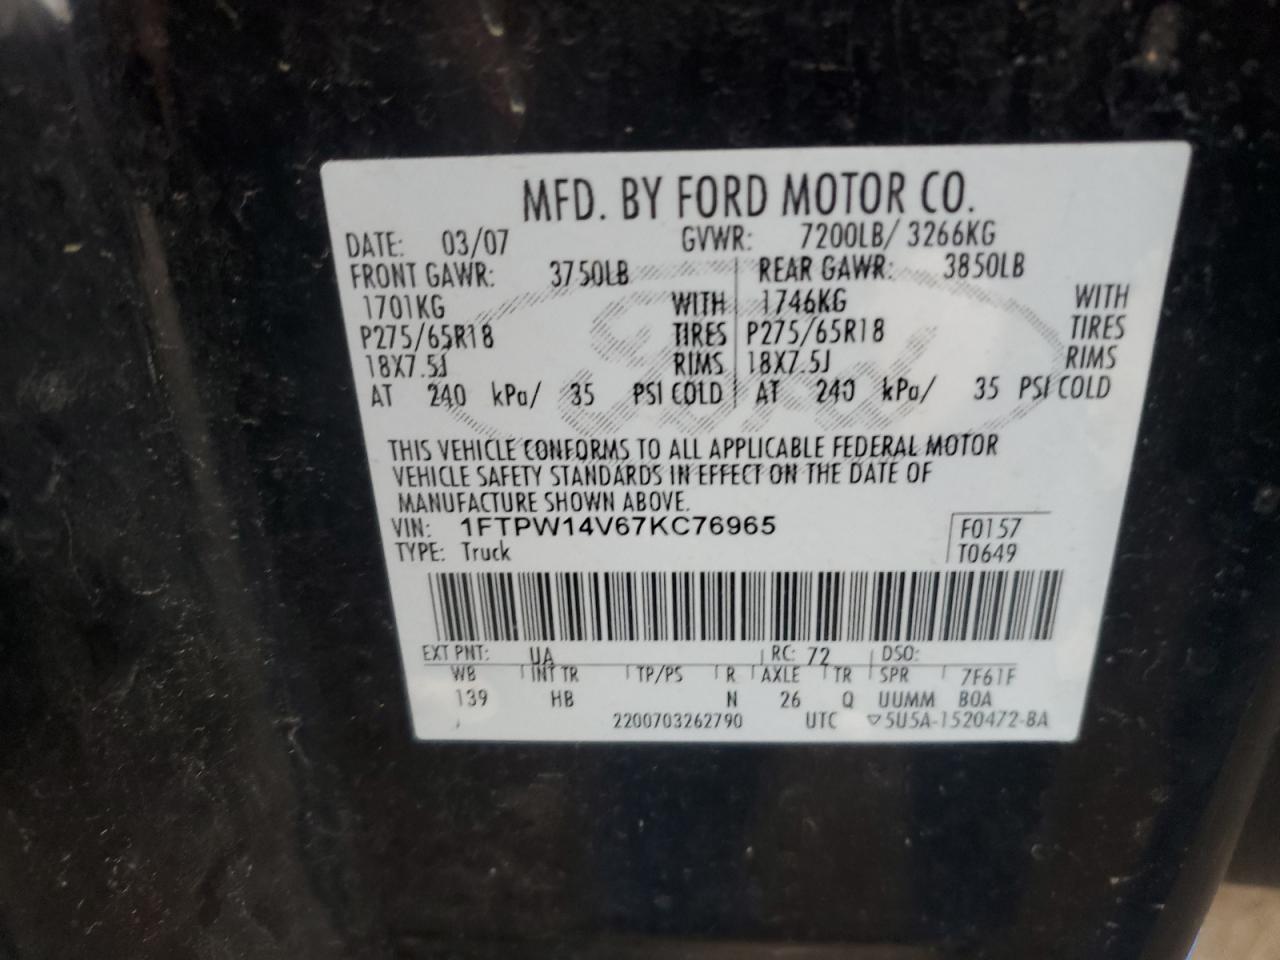 MFD. BY FORD MOTOR CO.
DATE: 03/07 GVWR: 7200LB/ 3266KG
FRONT GAWR: 3750LB REAR GAWR: 3850LB
1701KG WITH 1746KG WITH
P275/65R18 TIRES P275/65R18 TIRES
18X7.5J RIMS 18X7.5J RIMS
AT 240 kPa/ 35 PSI COLD AT 240 kPa/ 35 PSI COLD
THIS VEHICLE CONFORMS TO ALL APPLICABLE FEDERAL MOTOR
VEHICLE SAFETY STANDARDS IN EFFECT ON THE DATE OF
MANUFACTURE SHOWN ABOVE.
VIN: 1FTPW14V67KC76965 F0157
TYPE: Truck T0649
EXT PNT: UA RC: 72 DSO:
WB INT TR TP/PS R AXLE TR SPR 7F61F
139 HB N 26 Q UUMM BOA
2200703262790 UTC ▽5U5A-1520472-BA